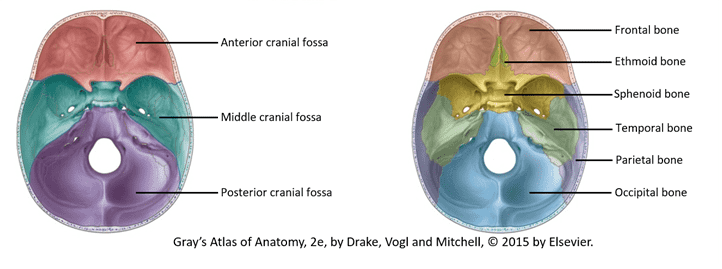 Anterior cranial fossa
Middle cranial fossa
Posterior cranial fossa
Frontal bone
Ethmoid bone
Sphenoid bone
Temporal bone
Parietal bone
Occipital bone
Gray's Atlas of Anatomy, 2e, by Drake, Vogl and Mitchell, © 2015 by Elsevier.